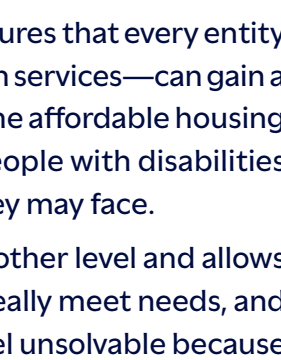 ures that every entity
n services—can gain a
ne affordable housing
eople with disabilities
ey may face.
other level and allows
eally meet needs, and
el unsolvable because